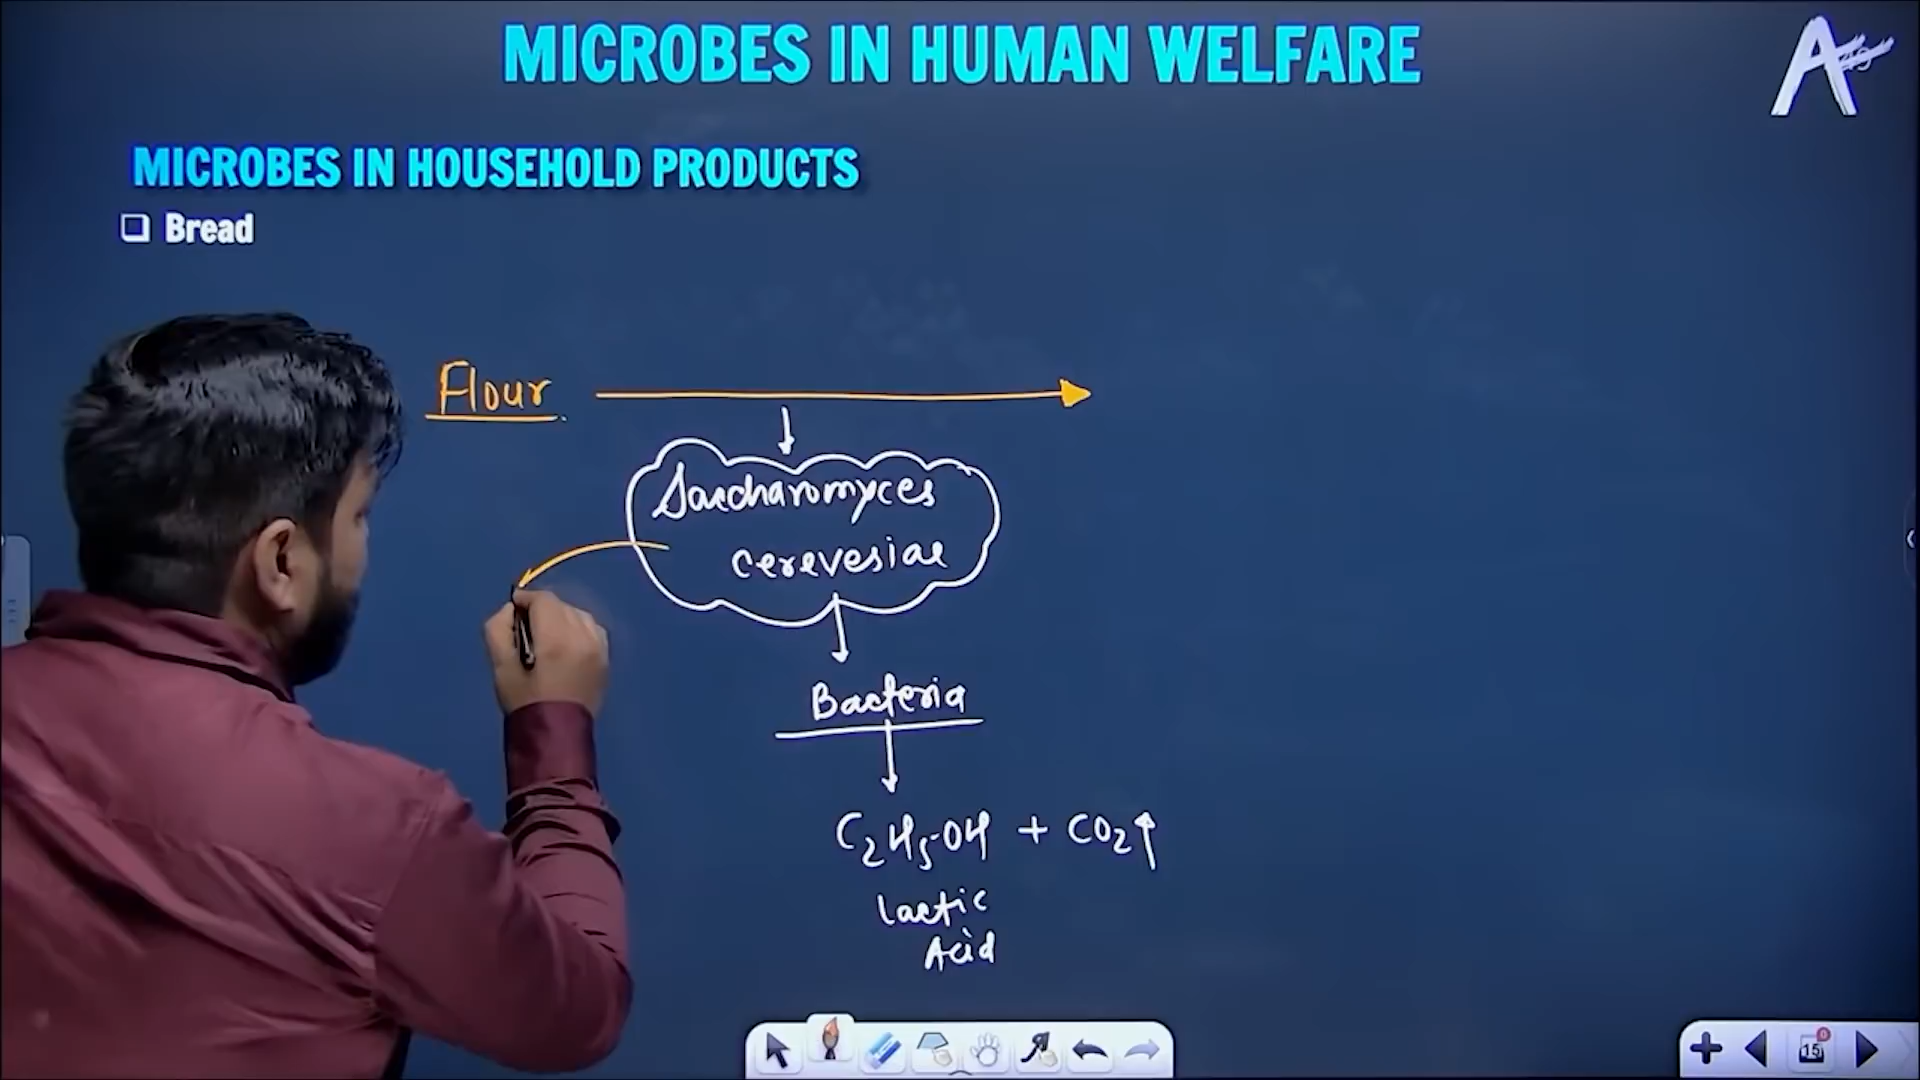 MICROBES IN HUMAN WELFARE
MICROBES IN HOUSEHOLD PRODUCTS
Bread
Flour
Saccharomyces
cerevesiae
Bacteria
C2H5-OH + CO2↑
Lactic
Acid
15
0